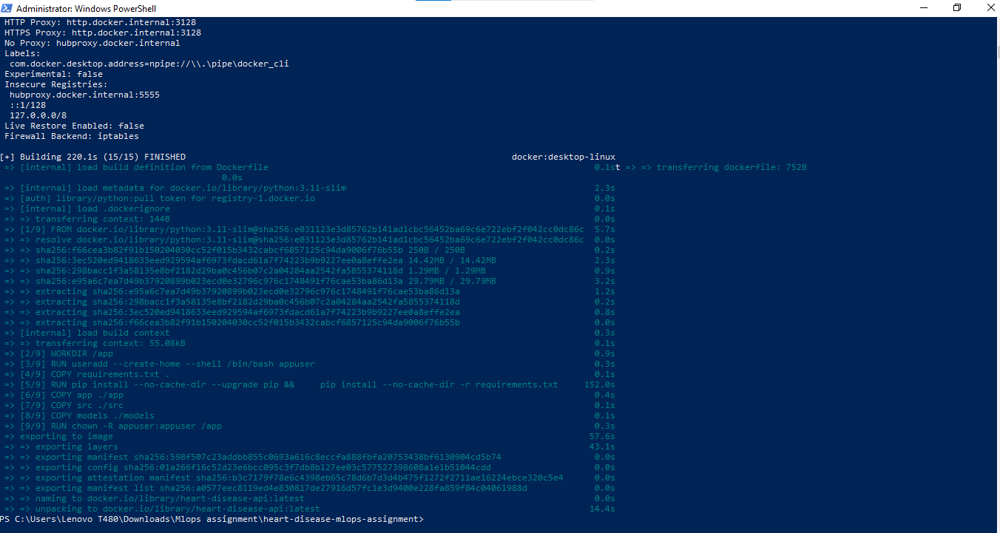 Administrator: Windows PowerShell
HTTP Proxy: http.docker.internal:3128
HTTPS Proxy: http.docker.internal:3128
No Proxy: hubproxy.docker.internal
Labels:
com.docker.desktop.address=npipe://\\.\pipe\docker_cli
Experimental: false
Insecure Registries:
hubproxy.docker.internal:5555
::1/128
127.0.0.0/8
Live Restore Enabled: false
Firewall Backend: iptables
[+] Building 220.1s (15/15) FINISHED docker:desktop-linux
=> [internal] load build definition from Dockerfile 0.1st => => transferring dockerfile: 752B
0.0s
=> [internal] load metadata for docker.io/library/python:3.11-slim 2.3s
=> [auth] library/python:pull token for registry-1.docker.io 0.0s
=> [internal] load .dockerignore 0.1s
=> => transferring context: 144B 0.0s
=> [1/9] FROM docker.io/library/python:3.11-slim@sha256:e031123e3d85762b141ad1cbc56452ba69c6e722ebf2f042cc0dc86c 5.7s
=> => resolve docker.io/library/python:3.11-slim@sha256:e031123e3d85762b141ad1cbc56452ba69c6e722ebf2f042cc0dc86c 0.0s
=> => sha256:f66cea3b82f91b150204030cc52f015b3432cabcf6857125c94da9006f76b55b 250B / 250B 0.2s
=> => sha256:3ec520ed9418633eed929594af6973fdacd61a7f74223b9b9227ee0a8effe2ea 14.42MB / 14.42MB 2.3s
=> => sha256:298bacc1f3a58135e8bf2182d29ba0c456b07c2a04284aa2542fa5855374118d 1.29MB / 1.29MB 0.9s
=> => sha256:e95a6c7ea7d49b37920899b023ecd0e32796c976c1748491f76cae53ba86d13a 29.79MB / 29.79MB 3.2s
=> => extracting sha256:e95a6c7ea7d49b37920899b023ecd0e32796c976c1748491f76cae53ba86d13a 1.2s
=> => extracting sha256:298bacc1f3a58135e8bf2182d29ba0c456b07c2a04284aa2542fa5855374118d 0.2s
=> => extracting sha256:3ec520ed9418633eed929594af6973fdacd61a7f74223b9b9227ee0a8effe2ea 0.8s
=> => extracting sha256:f66cea3b82f91b150204030cc52f015b3432cabcf6857125c94da9006f76b55b 0.0s
=> [internal] load build context 0.3s
=> => transferring context: 55.08kB 0.1s
=> [2/9] WORKDIR /app 0.9s
=> [3/9] RUN useradd --create-home --shell /bin/bash appuser 0.3s
=> [4/9] COPY requirements.txt . 0.1s
=> [5/9] RUN pip install --no-cache-dir --upgrade pip &&     pip install --no-cache-dir -r requirements.txt 152.0s
=> [6/9] COPY app ./app 0.4s
=> [7/9] COPY src ./src 0.1s
=> [8/9] COPY models ./models 0.1s
=> [9/9] RUN chown -R appuser:appuser /app 0.3s
=> exporting to image 57.6s
=> => exporting layers 43.1s
=> => exporting manifest sha256:598f507c23addbb855c0693a616c8eccfa888fbfa20753438bf6130904cd5b74 0.0s
=> => exporting config sha256:01a266f16c52d23e6bcc095c3f7db8b127ee03c577527398608a1e1b51044cdd 0.0s
=> => exporting attestation manifest sha256:b3c7179f78e6c4398eb65c78d6b7d3d4b475f1272f2711ae16224ebce320c5e4 0.0s
=> => exporting manifest list sha256:a0577eec8119ed4e830817de27916d57fc1e3d9400e228fa859f84c04061988d 0.0s
=> => naming to docker.io/library/heart-disease-api:latest 0.0s
=> => unpacking to docker.io/library/heart-disease-api:latest 14.4s
PS C:\Users\Lenovo T480\Downloads\Mlops assignment\heart-disease-mlops-assignment>